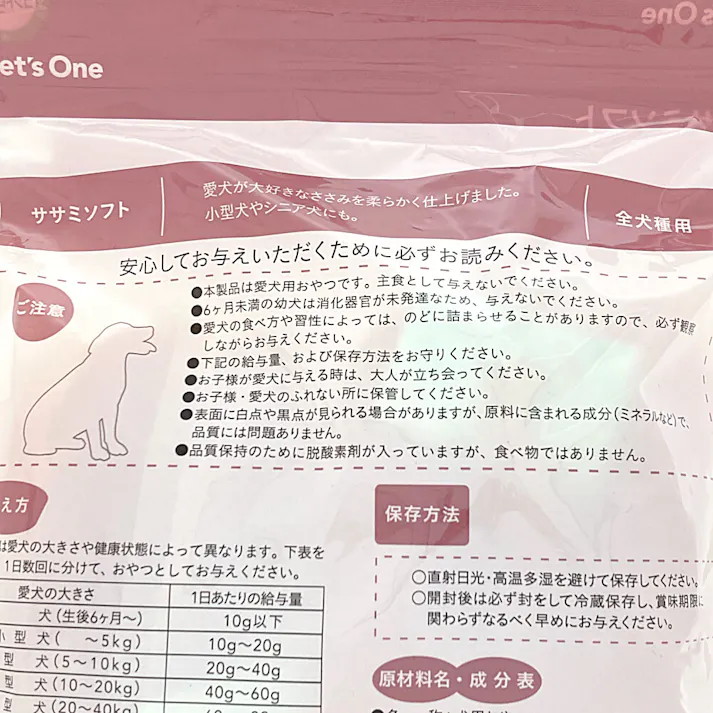 et's One
ササミソフト
愛犬が大好きなささみを柔らかく仕上げました。
小型犬やシニア犬にも。
全犬種用
安心してお与えいただくために必ずお読みください。
ご注意
●本製品は愛犬用おやつです。主食として与えないでください。
●6ヶ月未満の幼犬は消化器官が未発達なため、与えないでください。
●愛犬の食べ方や習性によっては、のどに詰まらせることがありますので、必ず観察
しながらお与えください。
●下記の給与量、および保存方法をお守りください。
●お子様が愛犬に与える時は、大人が立ち会ってください。
●お子様・愛犬のふれない所に保管してください。
●表面に白点や黒点が見られる場合がありますが、原料に含まれる成分(ミネラルなど)で、
品質には問題ありません。
●品質保持のために脱酸素剤が入っていますが、食べ物ではありません。
え方
は愛犬の大きさや健康状態によって異なります。下表を
1日数回に分けて、おやつとしてお与えください。
愛犬の大きさ 1日あたりの給与量
犬(生後6ヶ月〜) 10g以下
小型犬( 〜5kg) 10g〜20g
型犬(5〜10kg) 20g〜40g
型犬(10〜20kg) 40g〜60g
型犬(20〜40kg)
保存方法
○直射日光・高温多湿を避けて保存してください。
○開封後は必ず封をして冷蔵保存し、賞味期限に
関わらずなるべく早めにお与えください。
原材料名・成分表